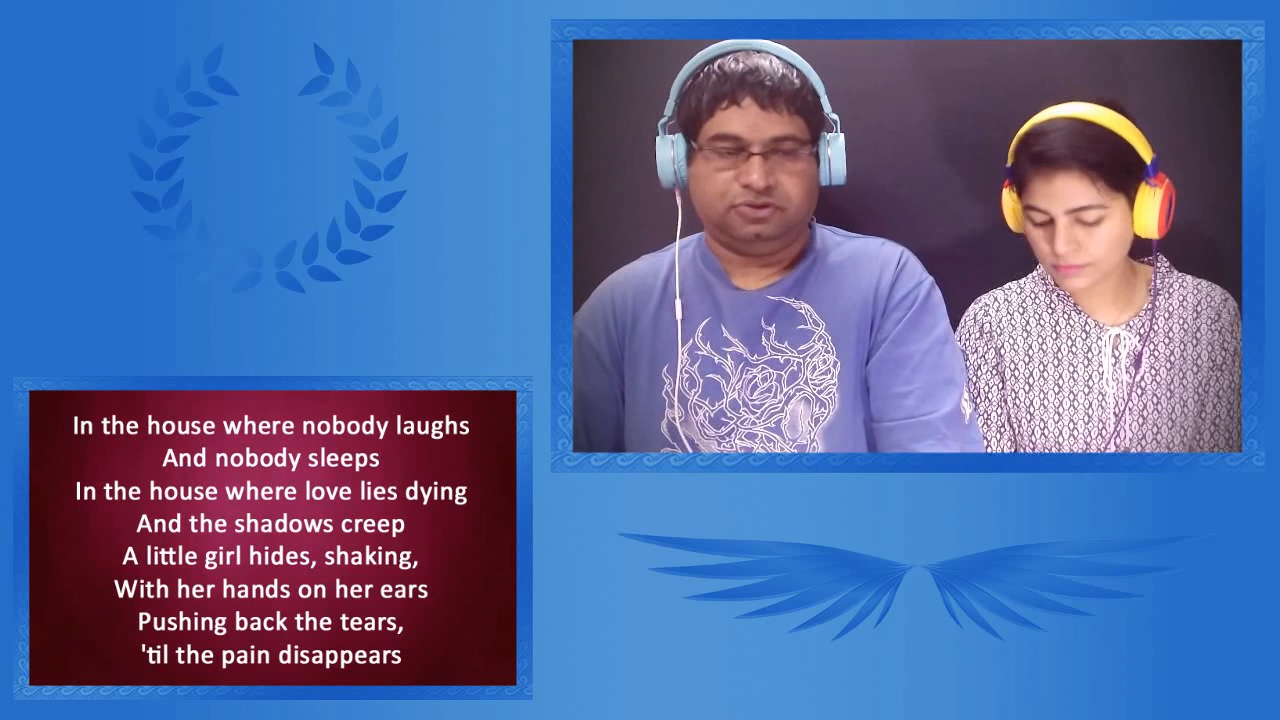 In the house where nobody laughs
And nobody sleeps
In the house where love lies dying
And the shadows creep
A little girl hides, shaking,
With her hands on her ears
Pushing back the tears,
'til the pain disappears